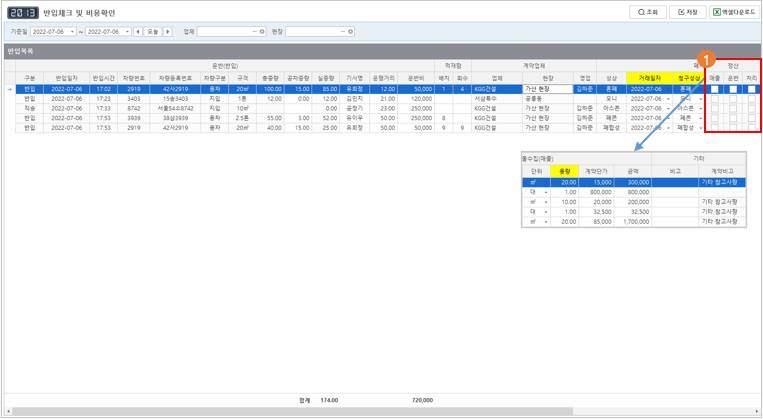 2013 반입체크 및 비용확인
조회 저장 엑셀다운로드
기준일 2022-07-06 ~ 2022-07-06 오늘 업체 현장
반입목록
1
운반(반입) 적재함 계약업체 폐 정산
구분 반입일자 반입시간 차량번호 차량등록번호 차량구분 규격 총중량 공차중량 실중량 기사명 운행거리 운반비 배치 회수 업체 현장 영업 성상 거래일자 청구성상 매출 운반 처리
반입 2022-07-06 17:02 2919 42사2919 용차 20㎥ 100.00 15.00 85.00 유희정 12.00 50,000 1 4 KGG건설 가산 현장 김하준 혼폐 2022-07-06 혼폐
반입 2022-07-06 17:23 3403 15송3403 지입 1톤 12.00 0.00 12.00 김민지 21.00 120,000 서삼특수 공통동 오니 2022-07-06 오니
직송 2022-07-06 17:33 8742 서울54소8742 지입 10㎥ 0.00 공정기 23.00 250,000 KGG건설 가산 현장 김하준 아스콘 2022-07-06 아스콘
반입 2022-07-06 17:53 3939 38삼3939 용차 2.5톤 55.00 3.00 52.00 유이우 50.00 250,000 8 KGG건설 가산 현장 김하준 폐콘 2022-07-06 폐콘
반입 2022-07-06 17:53 2919 42사2919 용차 20㎥ 40.00 15.00 25.00 유희정 50.00 50,000 9 9 KGG건설 가산 현장 김하준 폐합성 2022-07-06 폐합성
물수집(매출) 기타
단위 용량 계약단가 금액 비고 계약비고
㎥ 20.00 15,000 300,000 기타 참고사항
대 1.00 800,000 800,000
㎥ 10.00 20,000 200,000 기타 참고사항
대 1.00 32,500 32,500 기타 참고사항
㎥ 20.00 85,000 1,700,000 기타 참고사항
합계 174.00 720,000